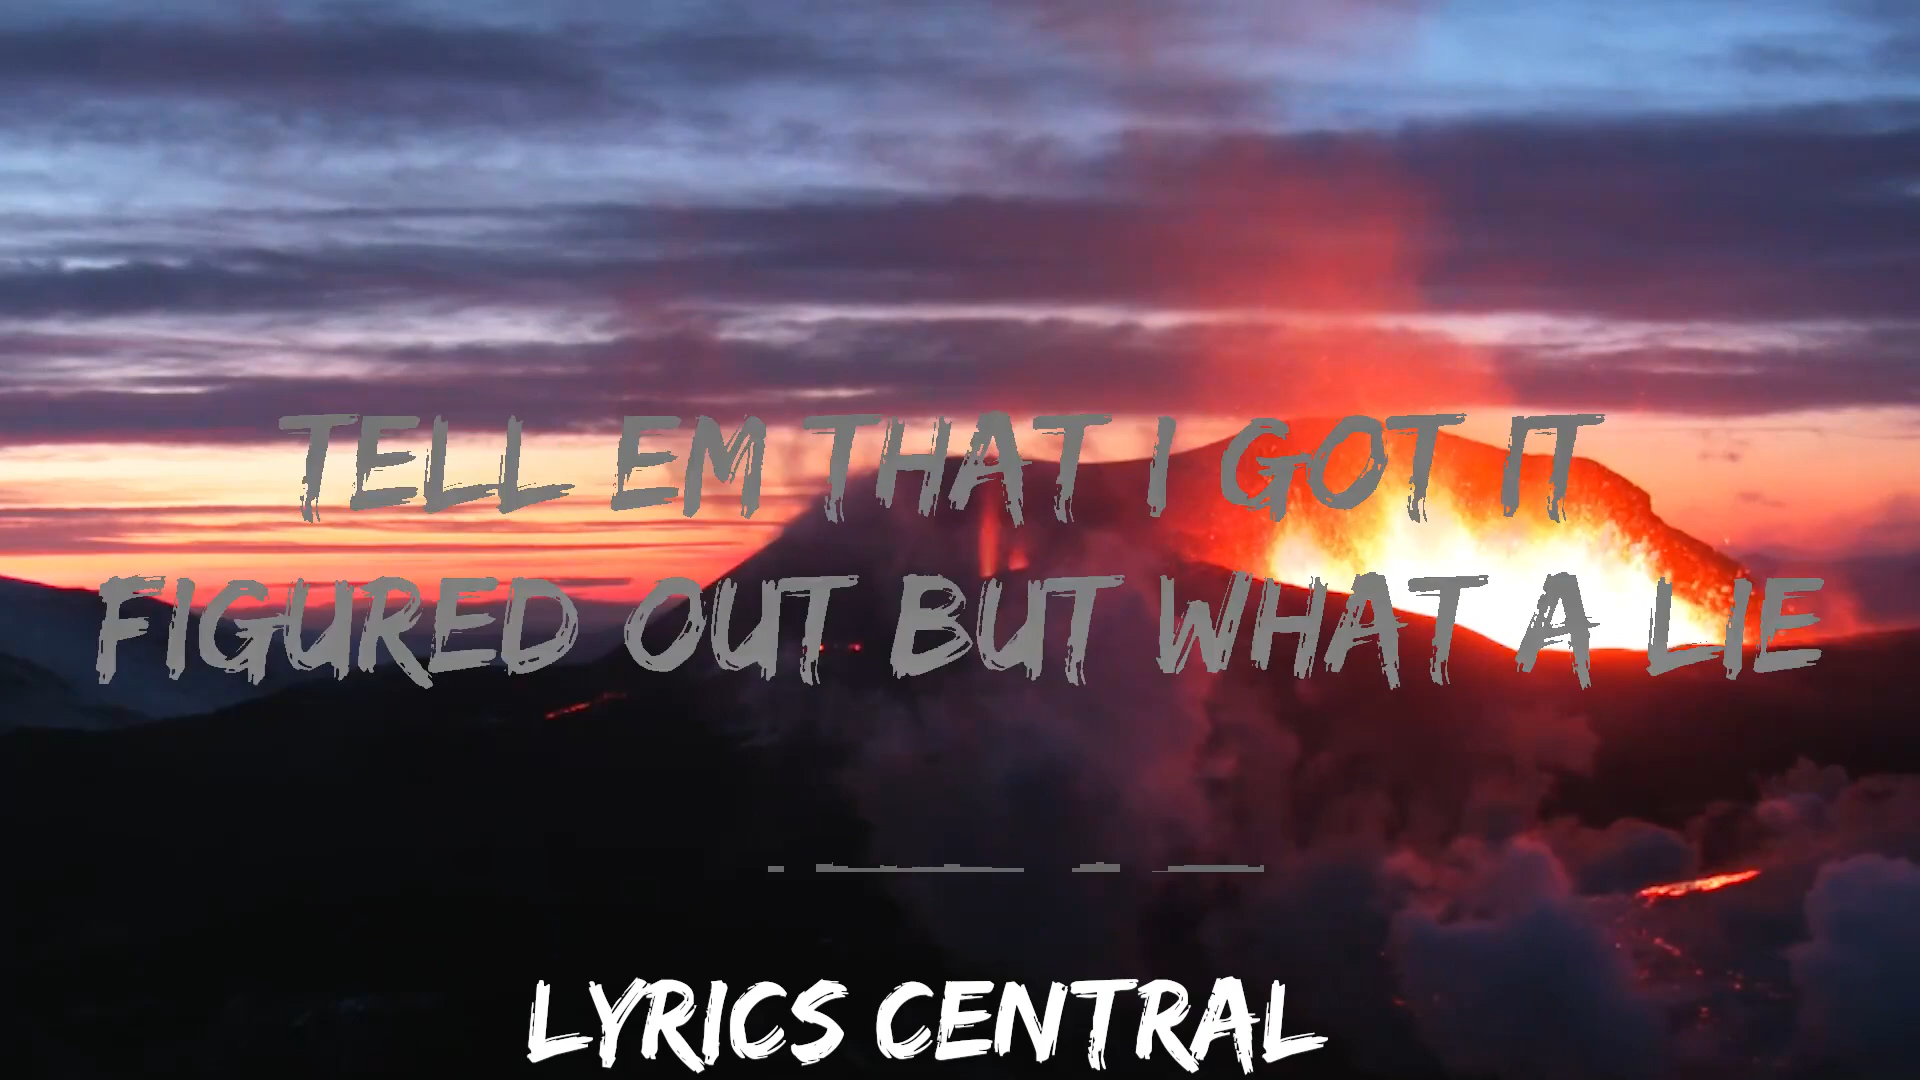 TELL EM THAT I GOT IT
FIGURED OUT BUT WHAT A LIE
LYRICS CENTRAL